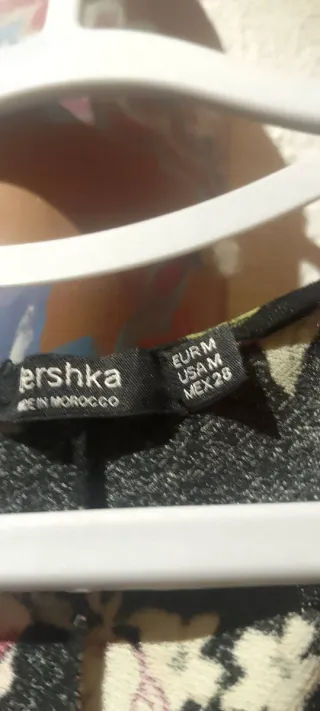 ershka
DE IN MOROCCO
EUR M
USA M
MEX 28